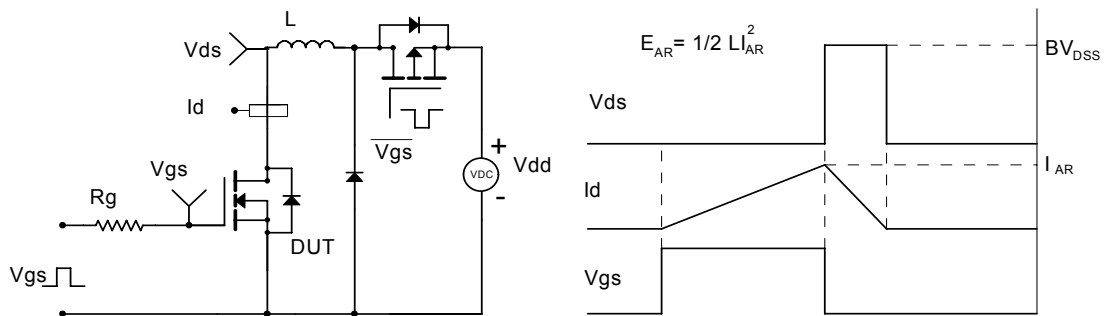 L
Vds
Id
Vgs
Vgs
Rg
DUT
Vgs
+
VDC
Vdd
-
E_AR = 1/2 LI_AR^2
BV_DSS
Vds
I_AR
Id
Vgs